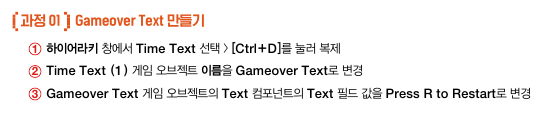 [과정 01] Gameover Text 만들기
① 하이어라키 창에서 Time Text 선택 > [Ctrl+D]를 눌러 복제
② Time Text (1) 게임 오브젝트 이름을 Gameover Text로 변경
③ Gameover Text 게임 오브젝트의 Text 컴포넌트의 Text 필드 값을 Press R to Restart로 변경